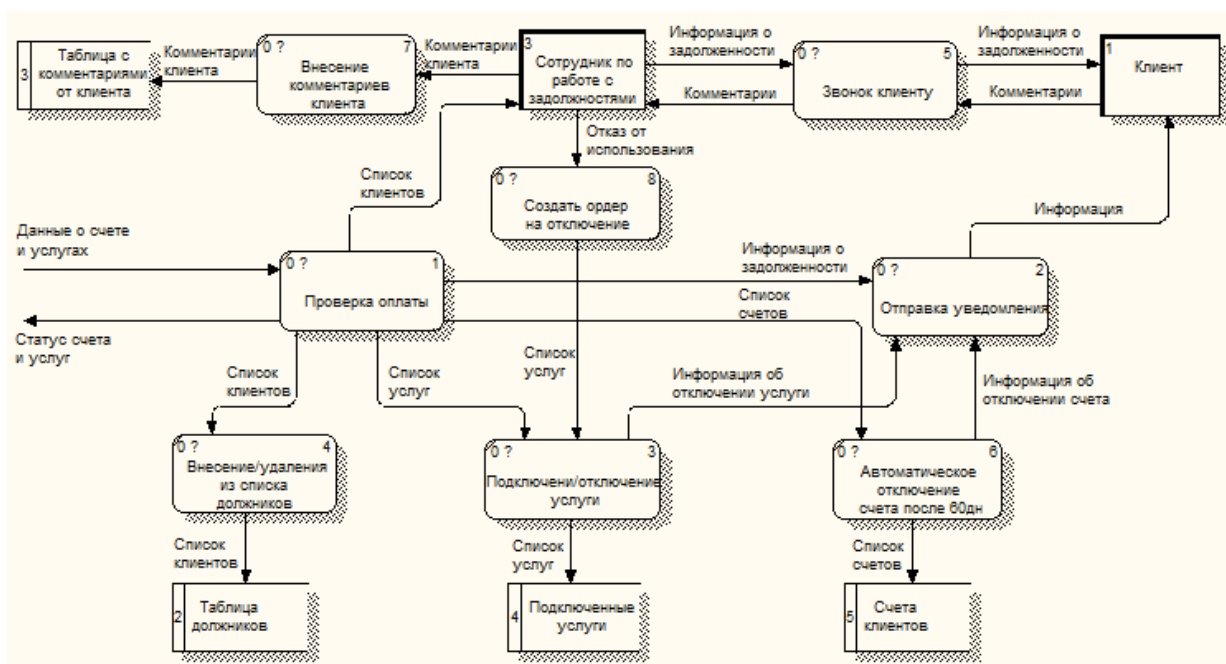 3
Таблица с
комментариями
от клиента
Комментарии
клиента
0 ?
7
Внесение
комментариев
клиента
Комментарии
клиента
3
Сотрудник по
работе с
задолжностями
Информация о
задолженности
Комментарии
0 ?
5
Звонок клиенту
Информация о
задолженности
Комментарии
1
Клиент
Отказ от
использования
Список
клиентов
0 ?
8
Создать ордер
на отключение
Информация
Данные о счете
и услугах
0 ?
1
Проверка оплаты
Информация о
задолженности
Список
счетов
0 ?
2
Отправка уведомления
Статус счета
и услуг
Список
клиентов
Список
услуг
Список
услуг
Информация об
отключении услуги
Информация об
отключении счета
0 ?
4
Внесение/удаления
из списка
должников
0 ?
3
Подключени/отключение
услуги
0 ?
6
Автоматическое
отключение
счета после 60дн
Список
клиентов
Список
услуг
Список
счетов
2
Таблица
должников
4
Подключенные
услуги
5
Счета
клиентов